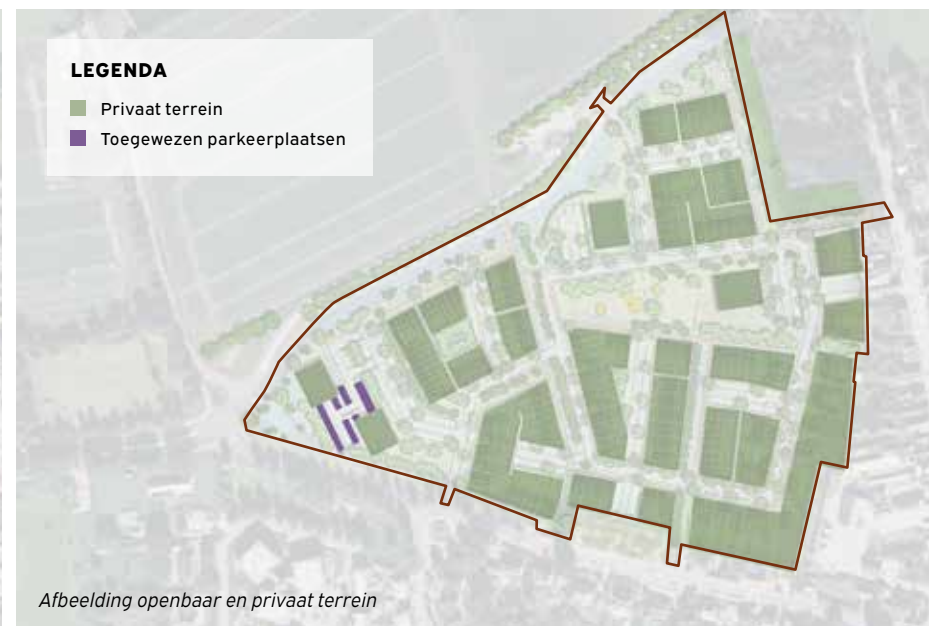 LEGENDA
Privaat terrein
Toegewezen parkeerplaatsen
Afbeelding openbaar en privaat terrein